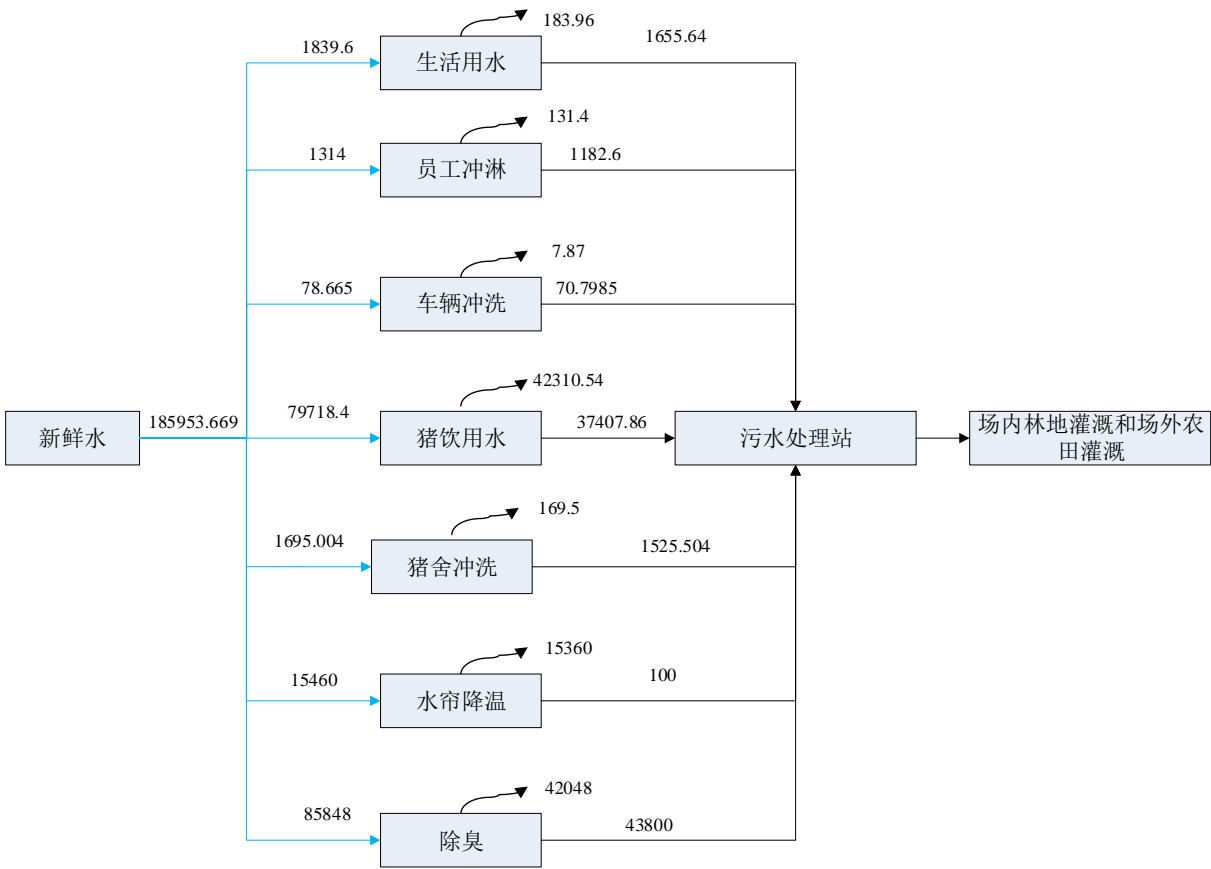 183.96
1839.6
生活用水
1655.64
131.4
1314
员工冲淋
1182.6
7.87
78.665
车辆冲洗
70.7985
42310.54
新鲜水
185953.669
79718.4
猪饮用水
37407.86
污水处理站
场内林地灌溉和场外农
田灌溉
169.5
1695.004
猪舍冲洗
1525.504
15360
15460
水帘降温
100
42048
85848
除臭
43800